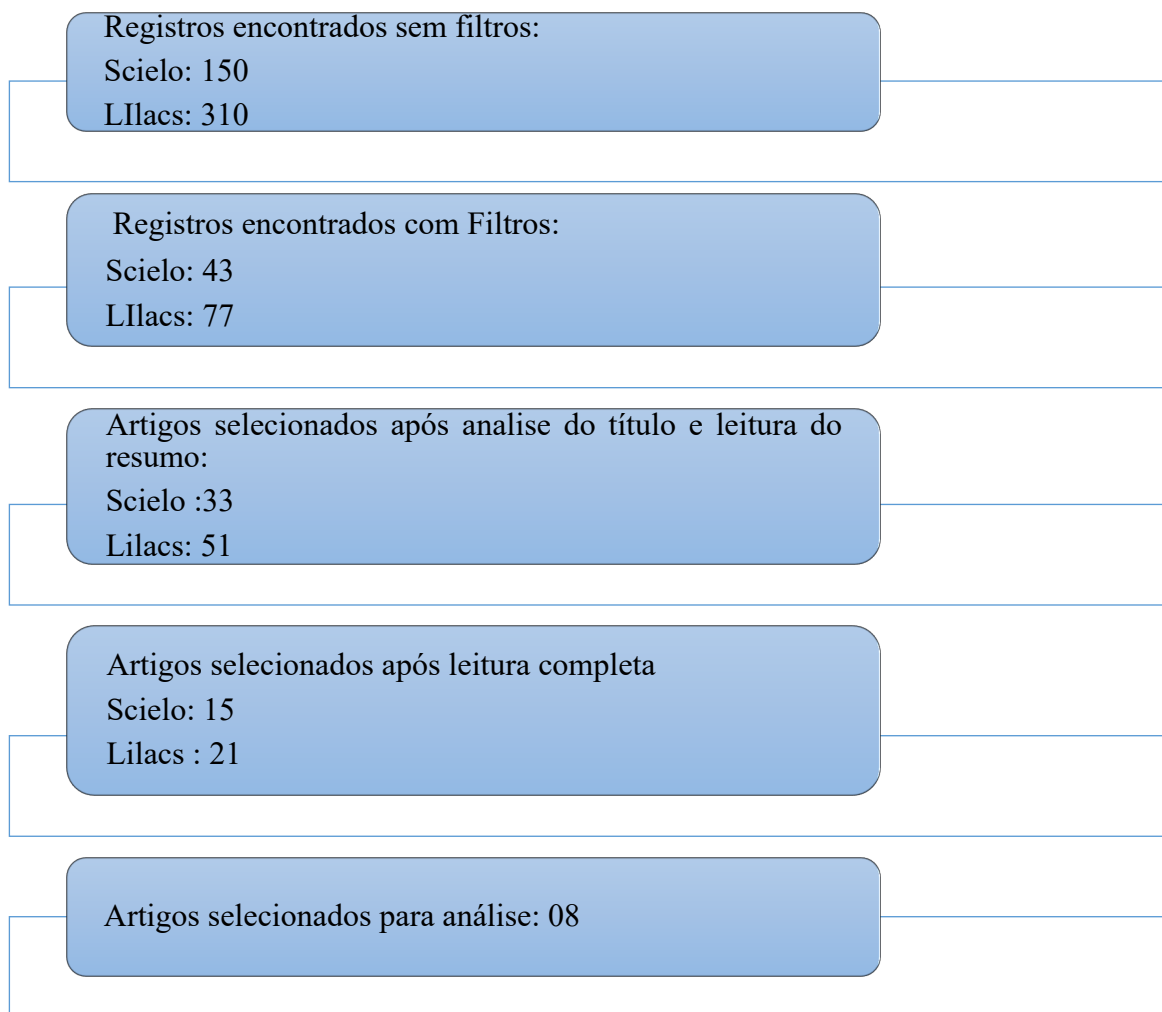 Registros encontrados sem filtros:
Scielo: 150
LIlacs: 310
Registros encontrados com Filtros:
Scielo: 43
LIlacs: 77
Artigos selecionados após analise do título e leitura do
resumo:
Scielo :33
Lilacs: 51
Artigos selecionados após leitura completa
Scielo: 15
Lilacs : 21
Artigos selecionados para análise: 08